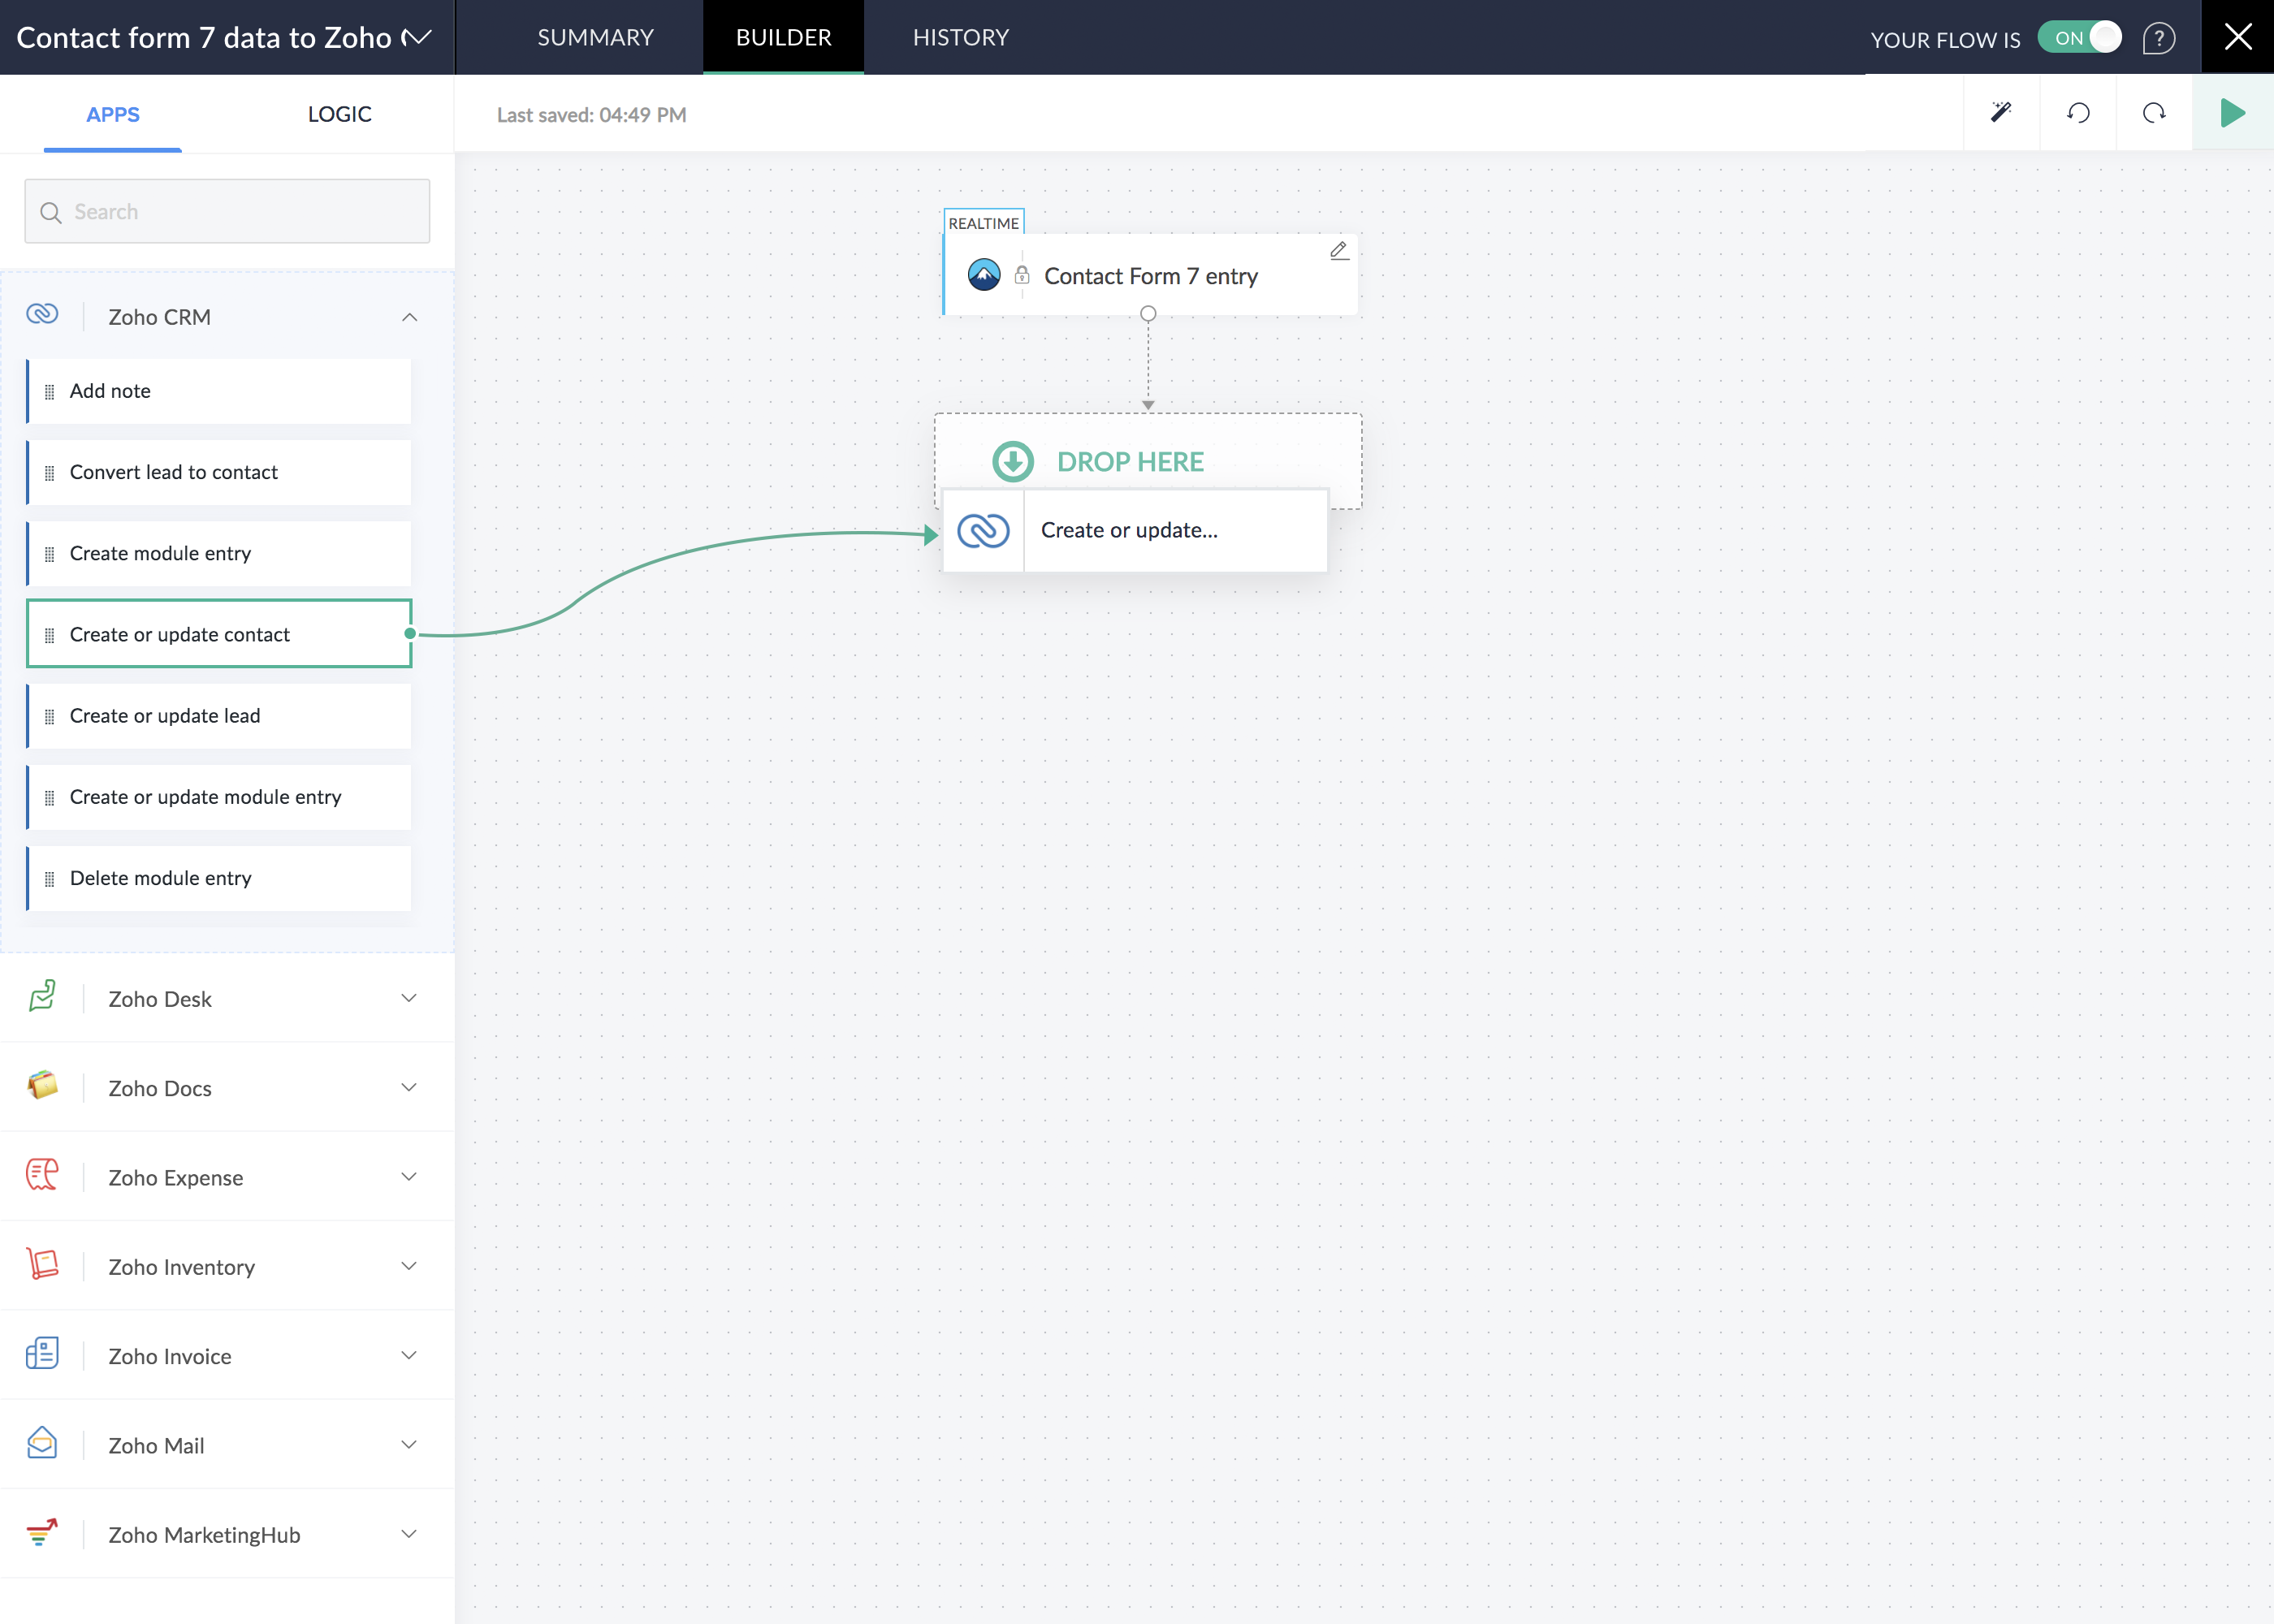 Contact form 7 data to Zoho (
SUMMARY
BUILDER
HISTORY
YOUR FLOW IS
ON
?
APPS
LOGIC
Last saved: 04:49 PM
Search
REALTIME
Contact Form 7 entry
Zoho CRM
Add note
Convert lead to contact
DROP HERE
Create or update...
Create module entry
Create or update contact
Create or update lead
Create or update module entry
Delete module entry
Zoho Desk
Zoho Docs
Zoho Expense
Zoho Inventory
Zoho Invoice
Zoho Mail
Zoho MarketingHub